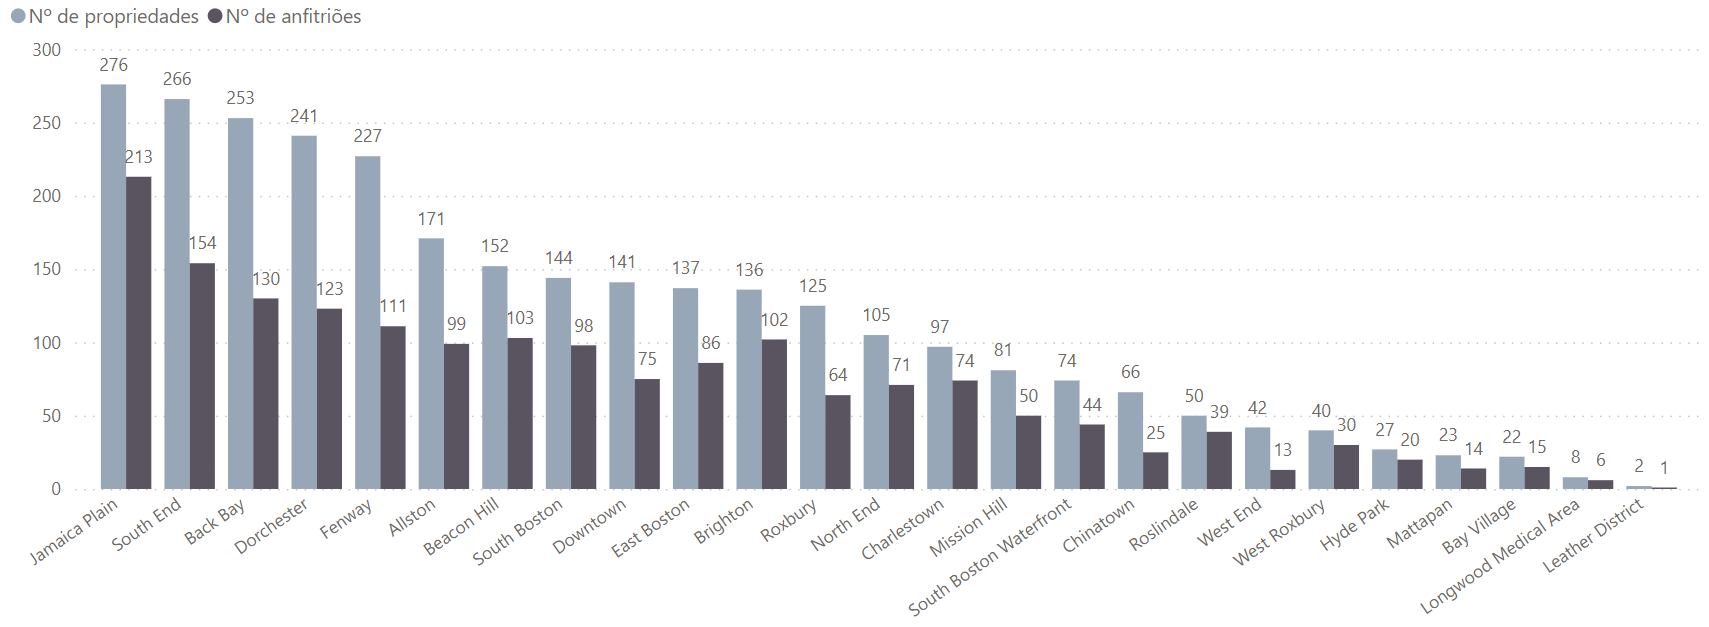 Nº de propriedades Nº de anfitriões
300
250
200
150
100
50
0
276 213
266 154
253 130
241 123
227 111
171 99
152 103
144 98
141 75
137 86
136 102
125 64
105 71
97 74
81 50
74 44
66 25
50 39
42 13
40 30
27 20
23 14
22 15
8 6
2 1
Jamaica Plain
South End
Back Bay
Dorchester
Fenway
Allston
Beacon Hill
South Boston
Downtown
East Boston
Brighton
Roxbury
North End
Charlestown
Mission Hill
South Boston Waterfront
Chinatown
Roslindale
West End
West Roxbury
Hyde Park
Mattapan
Bay Village
Longwood Medical Area
Leather District